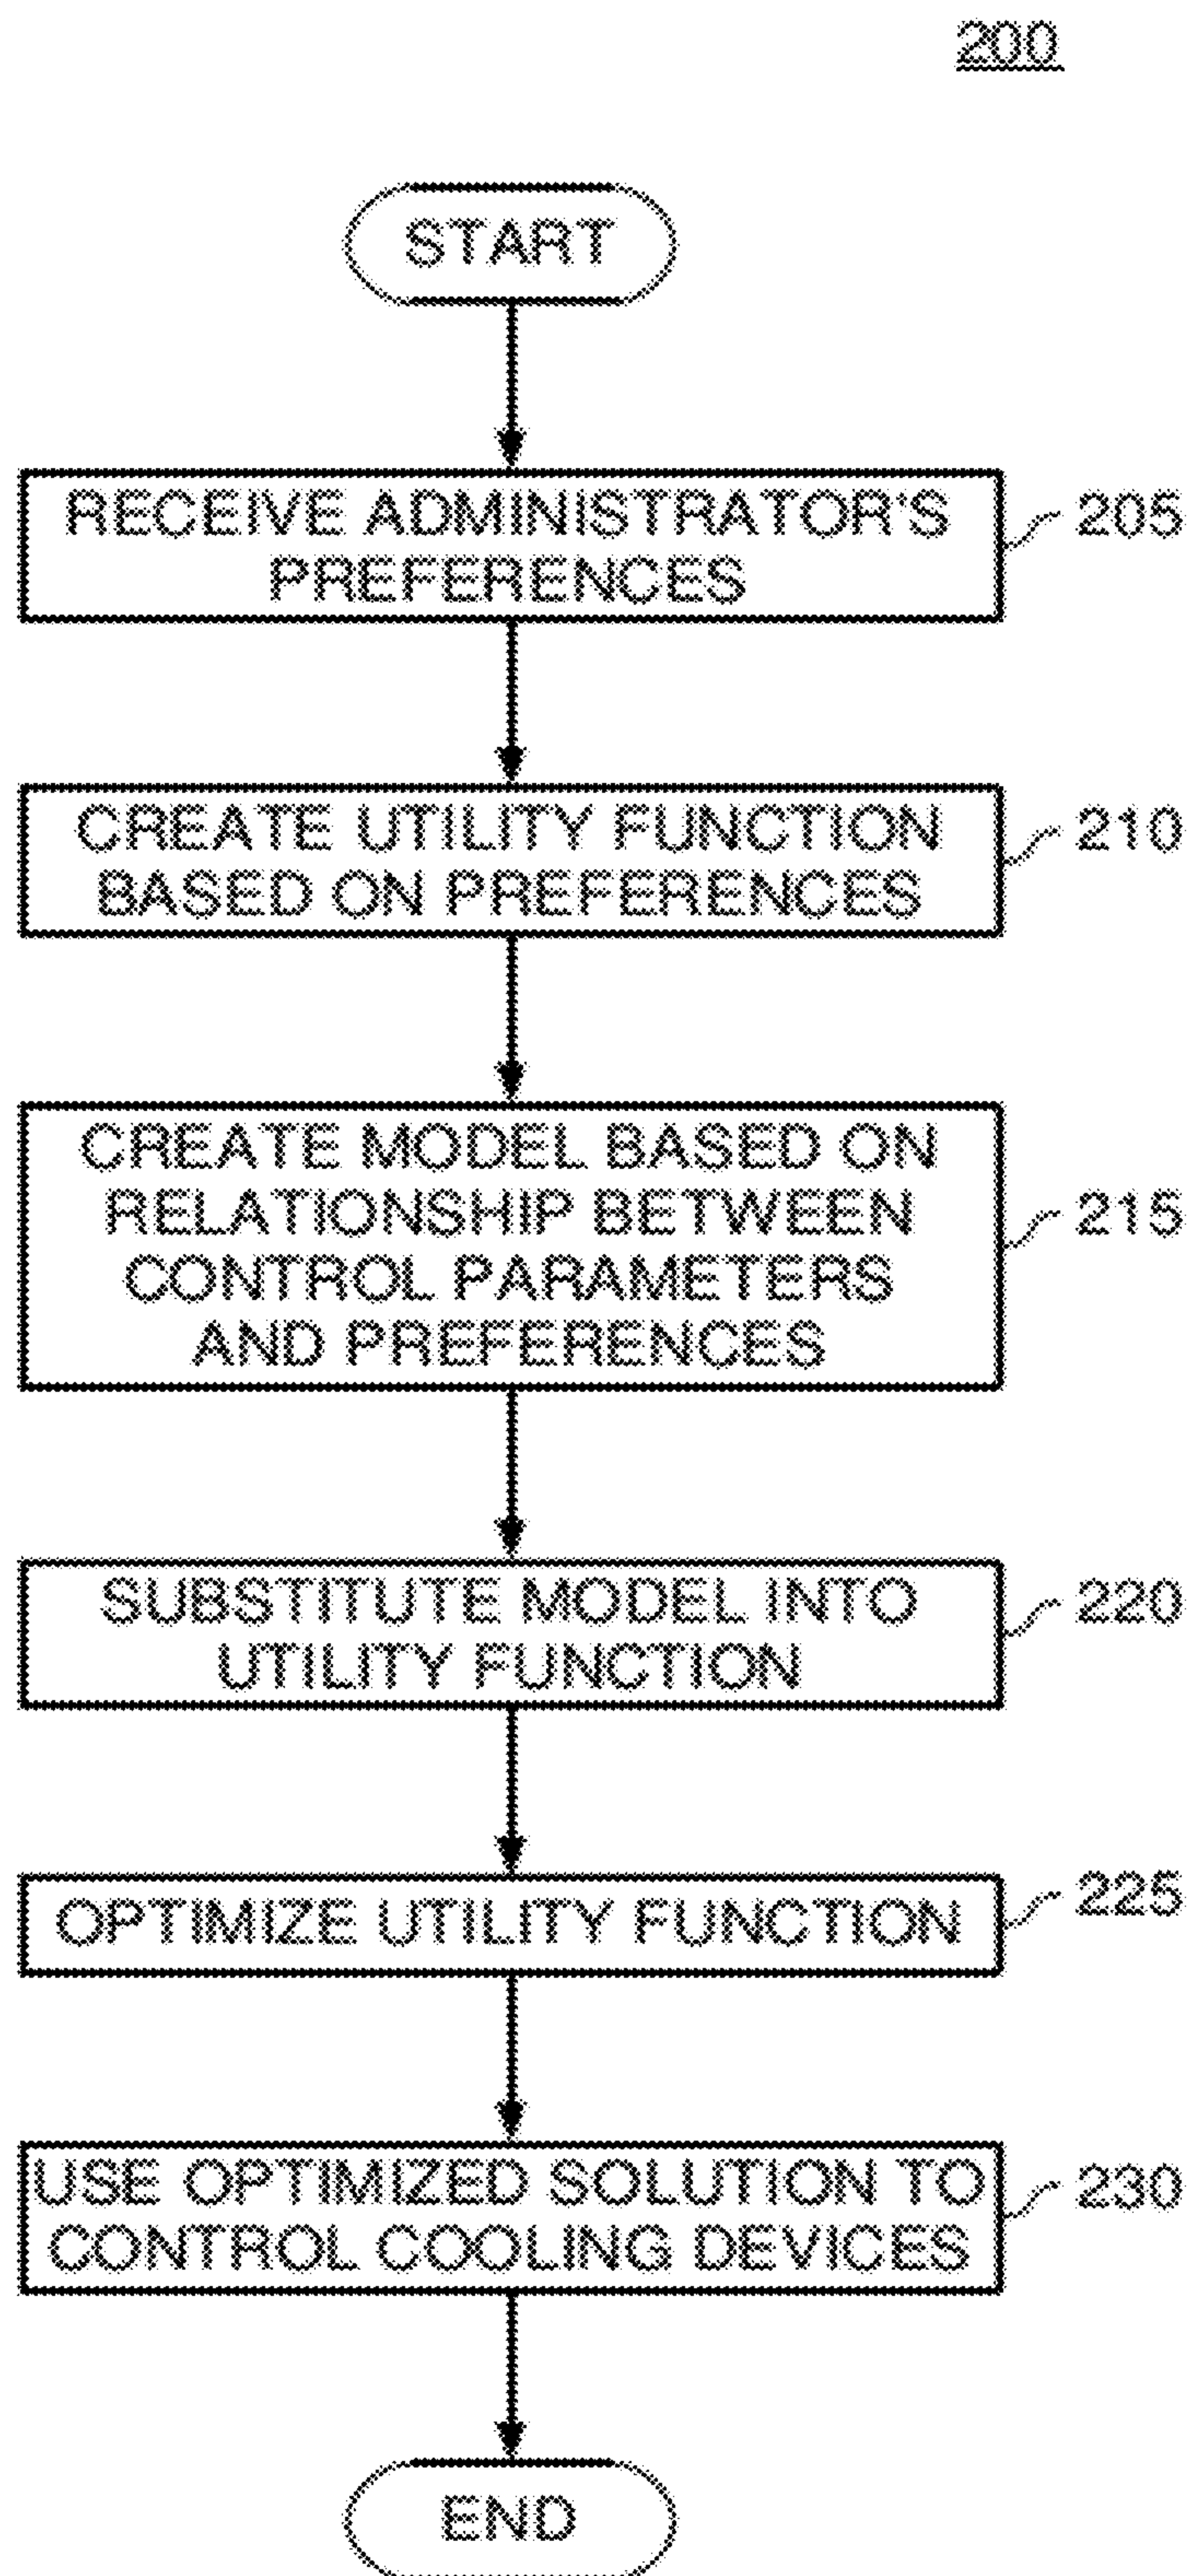 200
START
RECEIVE ADMINISTRATOR'S
PREFERENCES
205
CREATE UTILITY FUNCTION
BASED ON PREFERENCES
210
CREATE MODEL BASED ON
RELATIONSHIP BETWEEN
CONTROL PARAMETERS
AND PREFERENCES
215
SUBSTITUTE MODEL INTO
UTILITY FUNCTION
220
OPTIMIZE UTILITY FUNCTION
225
USE OPTIMIZED SOLUTION TO
CONTROL COOLING DEVICES
230
END